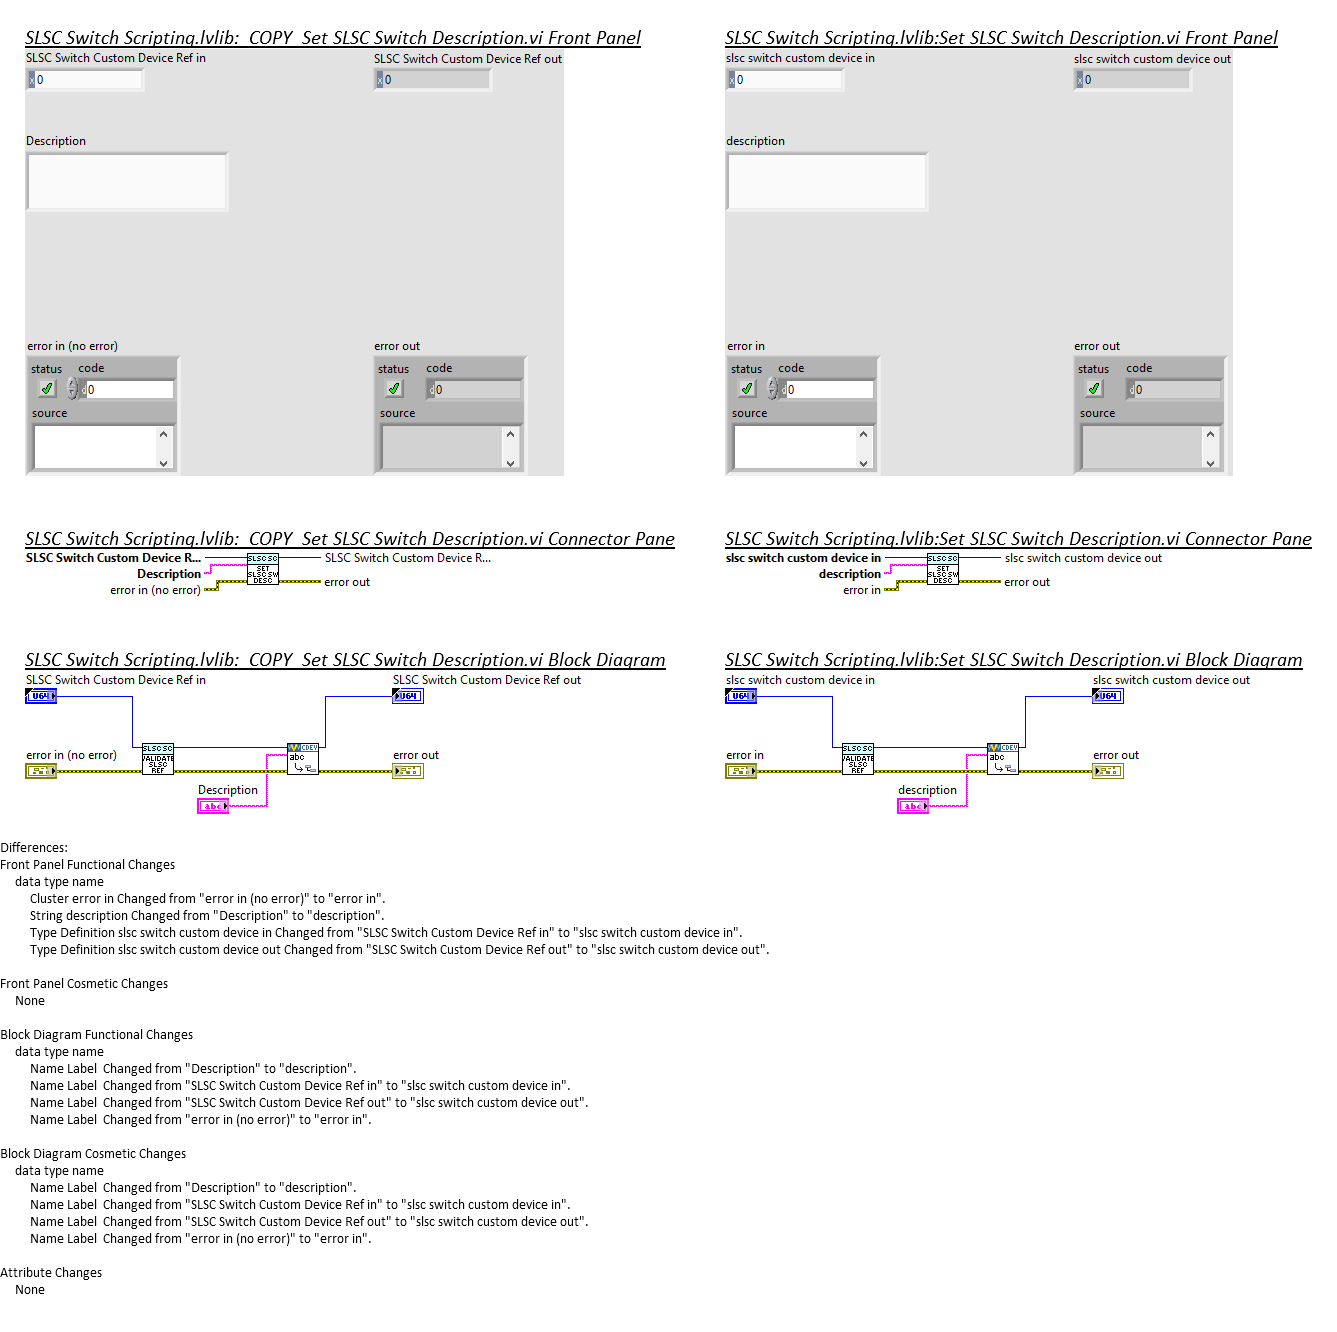 SLSC Switch Scripting.lvlib:_COPY_Set SLSC Switch Description.vi Front Panel
SLSC Switch Custom Device Ref in
SLSC Switch Custom Device Ref out
x 0
x 0
Description
error in (no error)
error out
status
code
status
code
d 0
d 0
source
source
SLSC Switch Scripting.lvlib:Set SLSC Switch Description.vi Front Panel
slsc switch custom device in
slsc switch custom device out
x 0
x 0
description
error in
error out
status
code
status
code
d 0
d 0
source
source
SLSC Switch Scripting.lvlib:_COPY_Set SLSC Switch Description.vi Connector Pane
SLSC Switch Custom Device R...
SLSC SC
SLSC Switch Custom Device R...
Description
SET
SLSC SW
DESC
error out
error in (no error)
SLSC Switch Scripting.lvlib:Set SLSC Switch Description.vi Connector Pane
slsc switch custom device in
SLSC SC
slsc switch custom device out
description
SET
SLSC SW
DESC
error out
error in
SLSC Switch Scripting.lvlib:_COPY_Set SLSC Switch Description.vi Block Diagram
SLSC Switch Custom Device Ref in
SLSC Switch Custom Device Ref out
U64
U64
error in (no error)
SLSC SC
VALIDATE
SLSC
REF
CDEV
abc
error out
Description
abc
SLSC Switch Scripting.lvlib:Set SLSC Switch Description.vi Block Diagram
slsc switch custom device in
slsc switch custom device out
U64
U64
error in
SLSC SC
VALIDATE
SLSC
REF
CDEV
abc
error out
description
abc
Differences:
Front Panel Functional Changes
data type name
Cluster error in Changed from "error in (no error)" to "error in".
String description Changed from "Description" to "description".
Type Definition slsc switch custom device in Changed from "SLSC Switch Custom Device Ref in" to "slsc switch custom device in".
Type Definition slsc switch custom device out Changed from "SLSC Switch Custom Device Ref out" to "slsc switch custom device out".
Front Panel Cosmetic Changes
None
Block Diagram Functional Changes
data type name
Name Label  Changed from "Description" to "description".
Name Label  Changed from "SLSC Switch Custom Device Ref in" to "slsc switch custom device in".
Name Label  Changed from "SLSC Switch Custom Device Ref out" to "slsc switch custom device out".
Name Label  Changed from "error in (no error)" to "error in".
Block Diagram Cosmetic Changes
data type name
Name Label  Changed from "Description" to "description".
Name Label  Changed from "SLSC Switch Custom Device Ref in" to "slsc switch custom device in".
Name Label  Changed from "SLSC Switch Custom Device Ref out" to "slsc switch custom device out".
Name Label  Changed from "error in (no error)" to "error in".
Attribute Changes
None